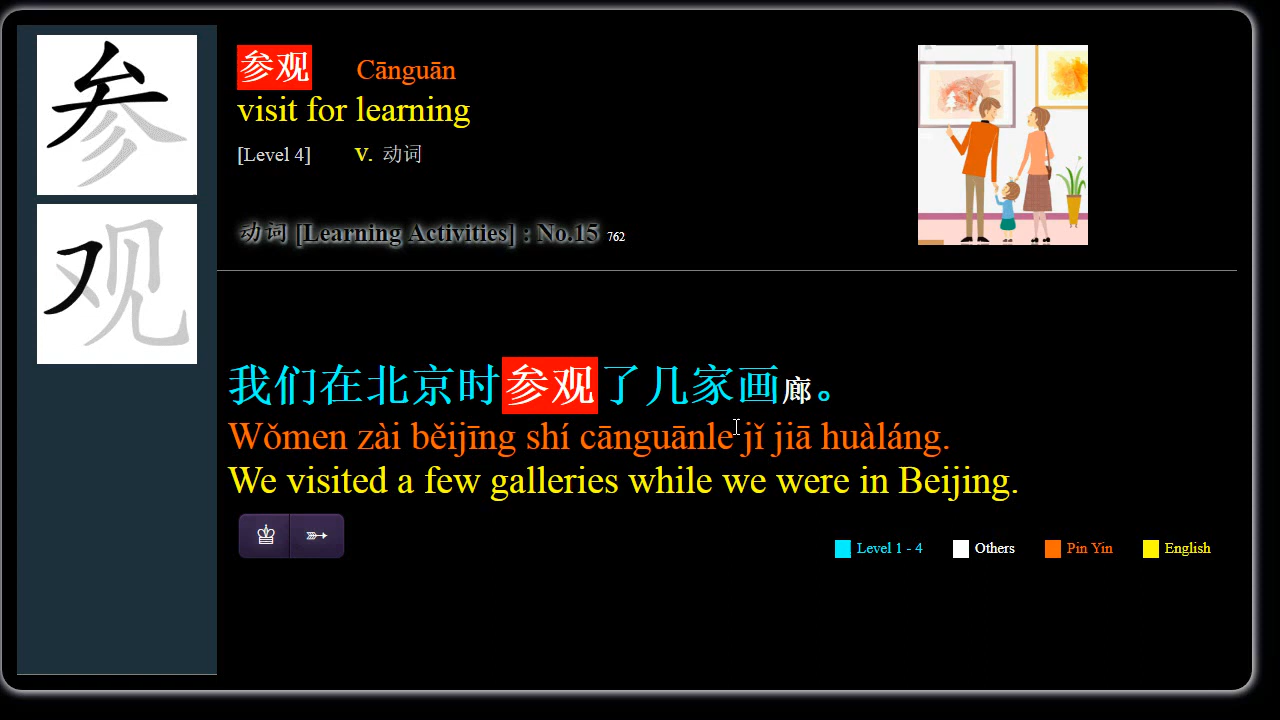 参观 Cānguān
visit for learning
[Level 4] V. 动词
动词 [Learning Activities] : No.15 762
我们在北京时参观了几家画廊。
Wǒmen zài běijīng shí cānguānle jǐ jiā huàláng.
We visited a few galleries while we were in Beijing.
Level 1 - 4 Others Pin Yin English
参
观